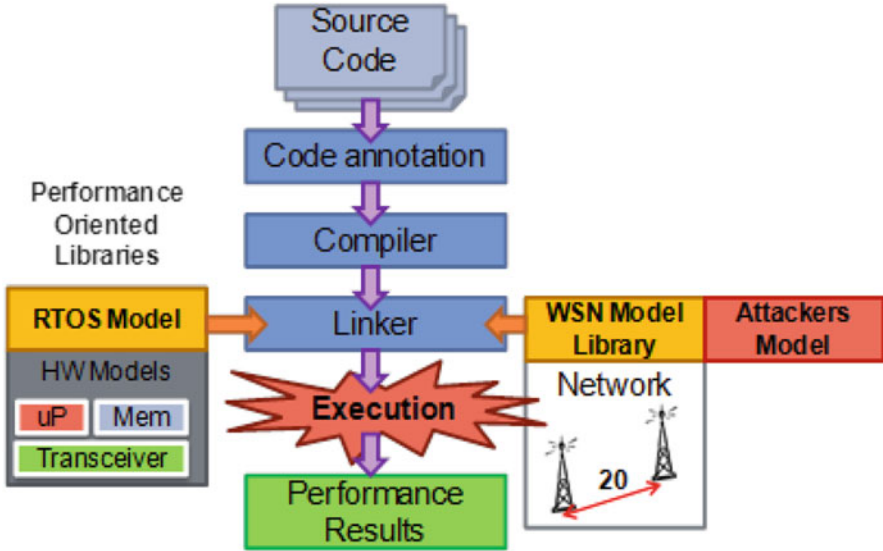 Source
Code
Code annotation
Performance
Oriented
Libraries
Compiler
RTOS Model
Linker
WSN Model
Library
Attackers
Model
HW Models
uP
Mem
Transceiver
Execution
Network
20
Performance
Results